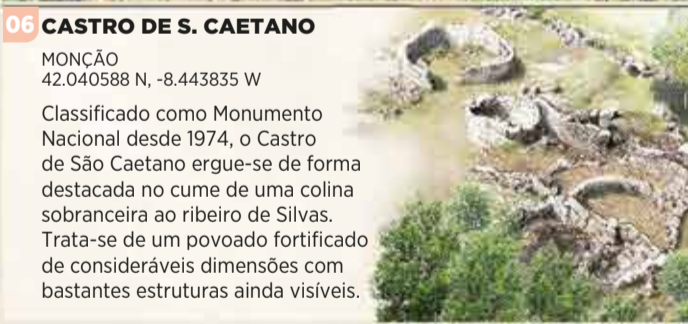 06 CASTRO DE S. CAETANO
MONÇÃO
42.040588 N, -8.443835 W
Classificado como Monumento
Nacional desde 1974, o Castro
de São Caetano ergue-se de forma
destacada no cume de uma colina
sobranceira ao ribeiro de Silvas.
Trata-se de um povoado fortificado
de consideráveis dimensões com
bastantes estruturas ainda visíveis.